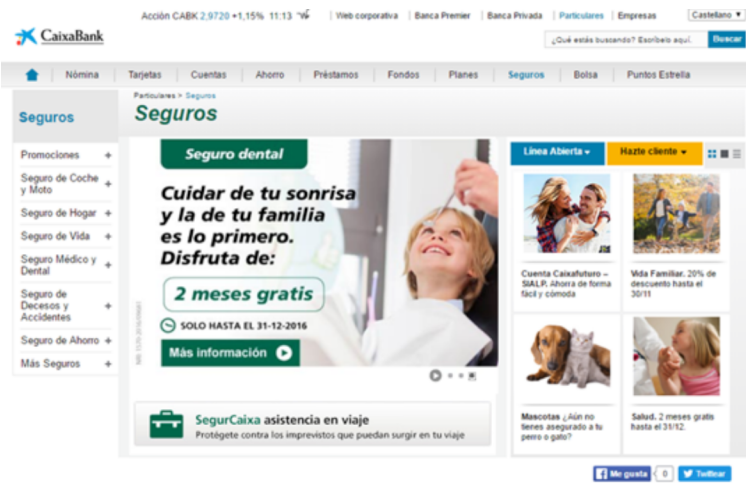 Acción CABK 2,9720 +1,15% 11:13
Web corporativa | Banca Premier | Banca Privada | Particulares | Empresas
Castellano
CaixaBank
¿Qué estás buscando? Escríbelo aquí.
Buscar
Nómina | Tarjetas | Cuentas | Ahorro | Préstamos | Fondos | Planes | Seguros | Bolsa | Puntos Estrella
Particulares > Seguros
Seguros
Seguros
Promociones +
Seguro de Coche +
y Moto
Seguro de Hogar +
Seguro de Vida +
Seguro Médico y +
Dental
Seguro de
Decesos y +
Accidentes
Seguro de Ahorro +
Más Seguros +
Seguro dental
Cuidar de tu sonrisa
y la de tu familia
es lo primero.
Disfruta de:
2 meses gratis
SOLO HASTA EL 31-12-2016
Más información
SegurCaixa asistencia en viaje
Protégete contra los imprevistos que puedan surgir en tu viaje
Línea Abierta
Hazte cliente
Cuenta Caixafuturo –
SIALP. Ahorra de forma
fácil y cómoda
Vida Familiar. 20% de
descuento hasta el
30/11
Mascotas ¿Aún no
tienes asegurado a tu
perro o gato?
Salud. 2 meses gratis
hasta el 31/12.
Me gusta 0
Twittear